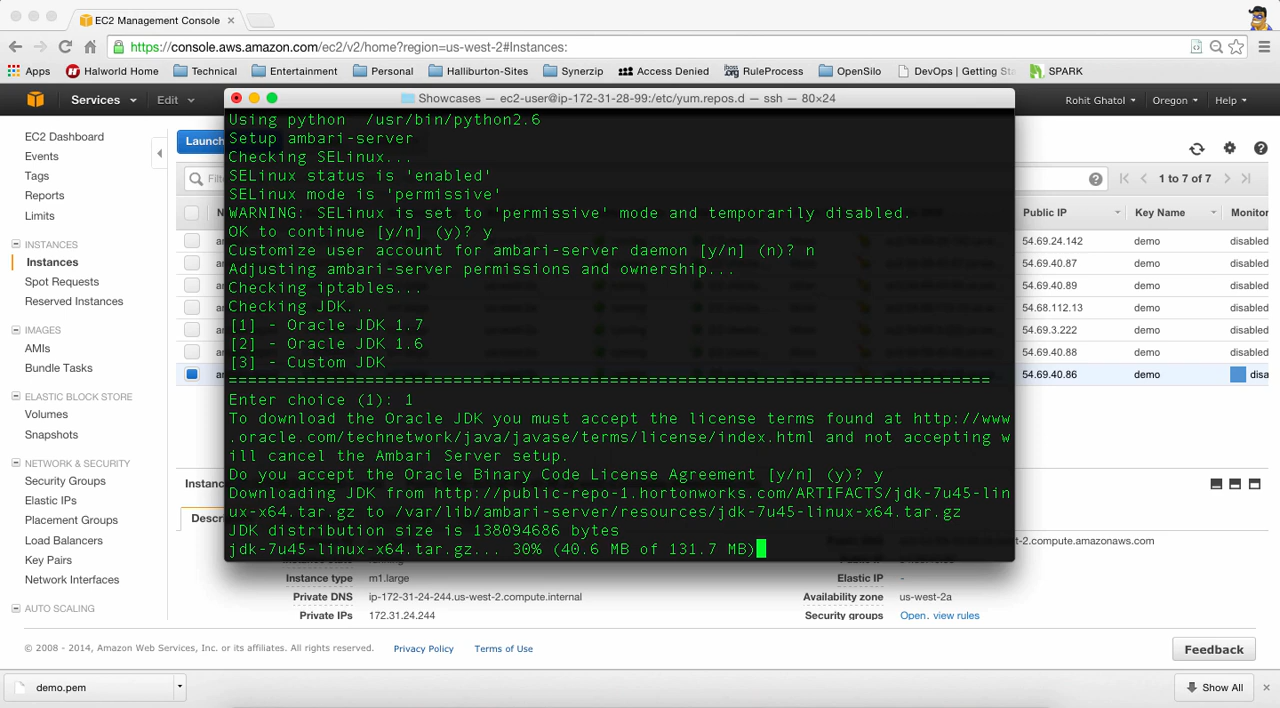 EC2 Management Console
https://console.aws.amazon.com/ec2/v2/home?region=us-west-2#Instances:
Apps
Halworld Home
Technical
Entertainment
Personal
Halliburton-Sites
Synerzip
Access Denied
RuleProcess
OpenSilo
DevOps | Getting
SPARK
Services
Edit
Rohit Ghatol
Oregon
Help
Showcases — ec2-user@ip-172-31-28-99:/etc/yum.repos.d — ssh — 80×24
Using python  /usr/bin/python2.6
Setup ambari-server
Checking SELinux...
SELinux status is 'enabled'
SELinux mode is 'permissive'
WARNING: SELinux is set to 'permissive' mode and temporarily disabled.
OK to continue [y/n] (y)? y
Customize user account for ambari-server daemon [y/n] (n)? n
Adjusting ambari-server permissions and ownership...
Checking iptables...
Checking JDK...
[1] - Oracle JDK 1.7
[2] - Oracle JDK 1.6
[3] - Custom JDK
==============================================================================
Enter choice (1): 1
To download the Oracle JDK you must accept the license terms found at http://www
.oracle.com/technetwork/java/javase/terms/license/index.html and not accepting w
ill cancel the Ambari Server setup.
Do you accept the Oracle Binary Code License Agreement [y/n] (y)? y
Downloading JDK from http://public-repo-1.hortonworks.com/ARTIFACTS/jdk-7u45-lin
ux-x64.tar.gz to /var/lib/ambari-server/resources/jdk-7u45-linux-x64.tar.gz
JDK distribution size is 138094686 bytes
jdk-7u45-linux-x64.tar.gz... 30% (40.6 MB of 131.7 MB)
EC2 Dashboard
Events
Tags
Reports
Limits
INSTANCES
Instances
Spot Requests
Reserved Instances
IMAGES
AMIs
Bundle Tasks
ELASTIC BLOCK STORE
Volumes
Snapshots
NETWORK & SECURITY
Security Groups
Elastic IPs
Placement Groups
Load Balancers
Key Pairs
Network Interfaces
AUTO SCALING
Launch
1 to 7 of 7
Public IP Key Name Monitor
54.69.24.142 demo disabled
54.69.40.87 demo disabled
54.69.40.89 demo disabled
54.68.112.13 demo disabled
54.69.3.222 demo disabled
54.69.40.88 demo disabled
54.69.40.86 demo disa
Instanc
Descr
-2.compute.amazonaws.com
Instance type m1.large
Elastic IP -
Private DNS ip-172-31-24-244.us-west-2.compute.internal
Availability zone us-west-2a
Private IPs 172.31.24.244
Security groups Open. view rules
© 2008 - 2014, Amazon Web Services, Inc. or its affiliates. All rights reserved.
Privacy Policy
Terms of Use
Feedback
demo.pem
Show All